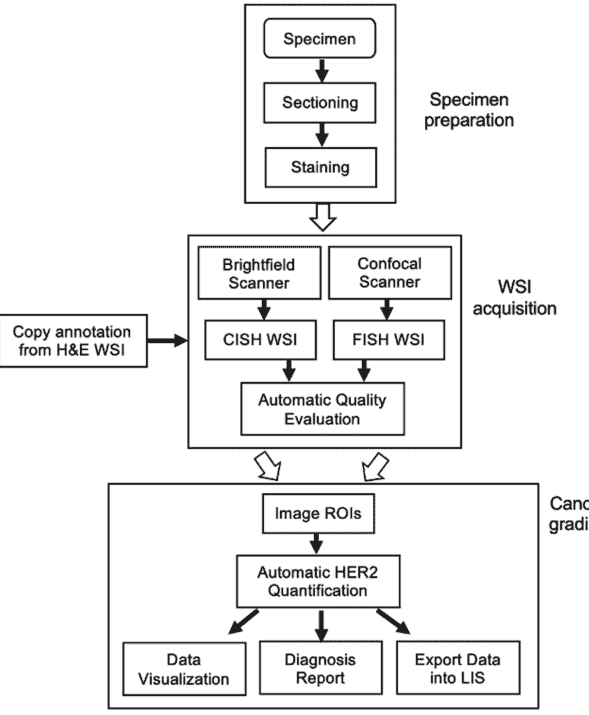 Specimen
Sectioning
Staining
Specimen
preparation
Brightfield
Scanner
Confocal
Scanner
WSI
acquisition
Copy annotation
from H&E WSI
CISH WSI
FISH WSI
Automatic Quality
Evaluation
Image ROIs
Automatic HER2
Quantification
Data
Visualization
Diagnosis
Report
Export Data
into LIS